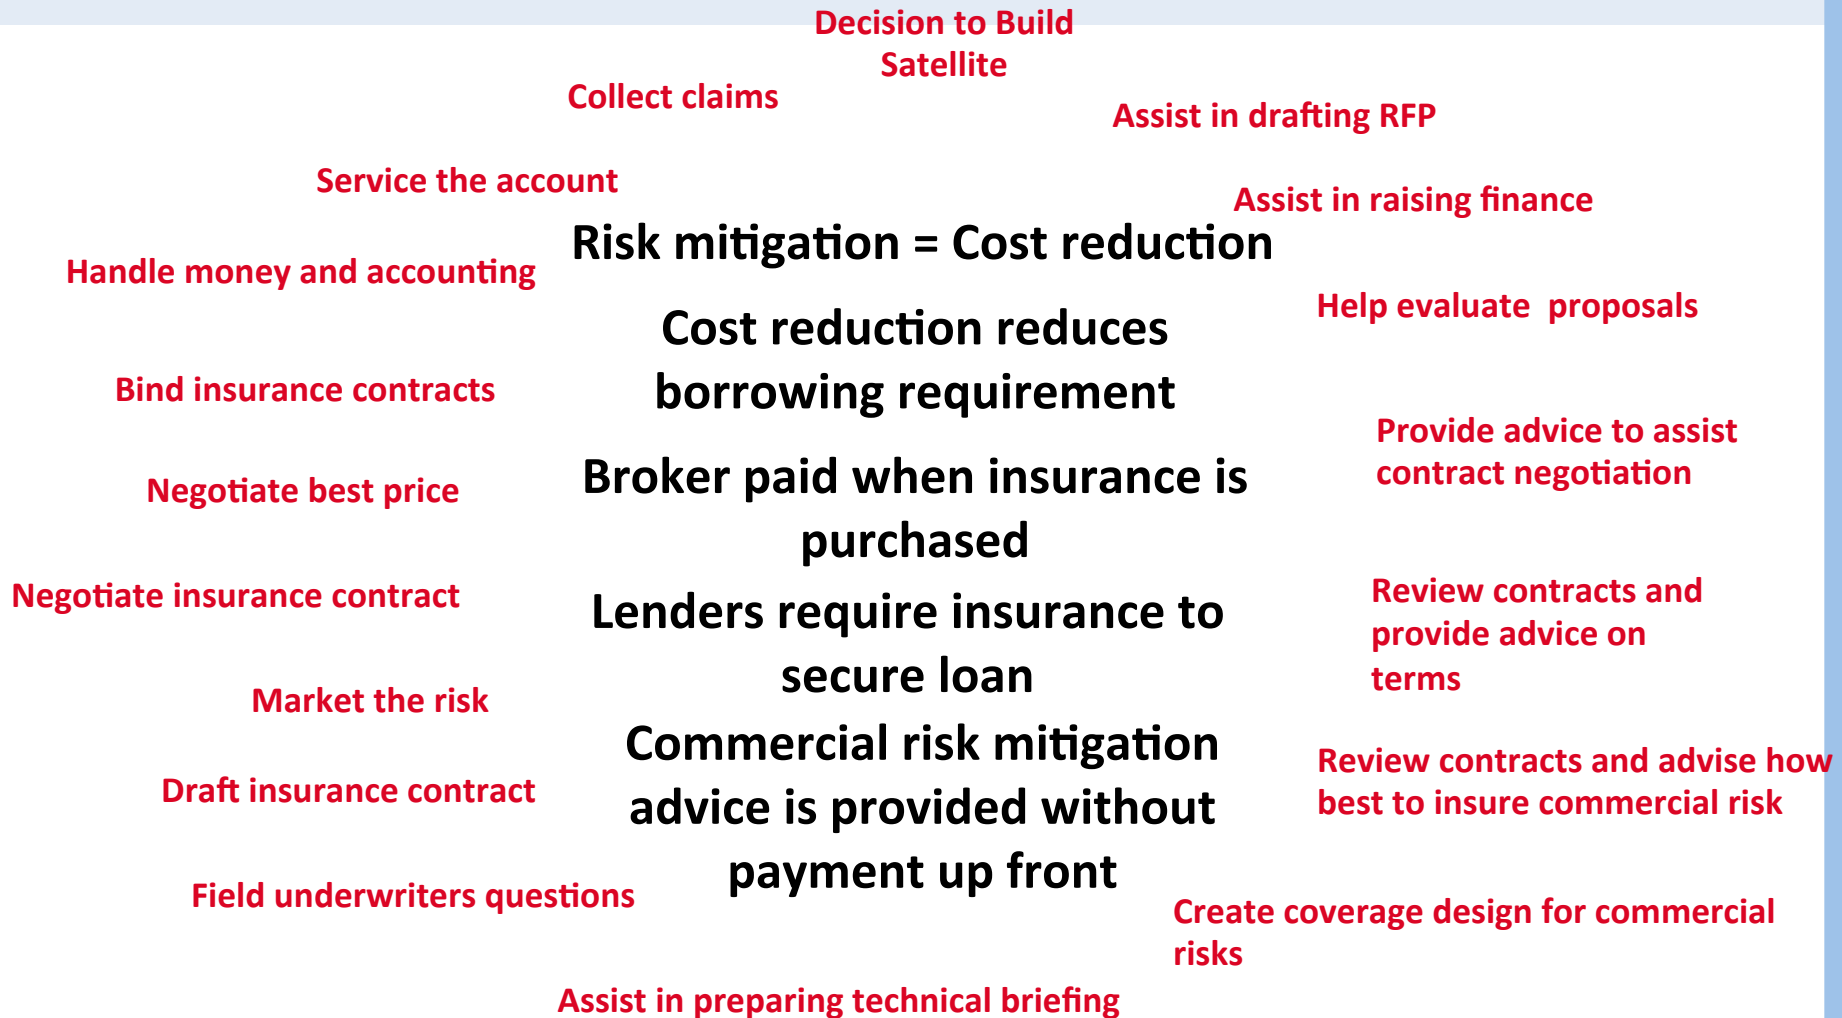 Decision to Build
Satellite
Collect claims
Assist in drafting RFP
Service the account
Assist in raising finance
Risk mitigation = Cost reduction
Handle money and accounting
Help evaluate  proposals
Cost reduction reduces
borrowing requirement
Bind insurance contracts
Provide advice to assist
contract negotiation
Broker paid when insurance is
purchased
Negotiate best price
Negotiate insurance contract
Lenders require insurance to
secure loan
Review contracts and
provide advice on
terms
Market the risk
Commercial risk mitigation
advice is provided without
payment up front
Review contracts and advise how
best to insure commercial risk
Draft insurance contract
Field underwriters questions
Create coverage design for commercial
risks
Assist in preparing technical briefing